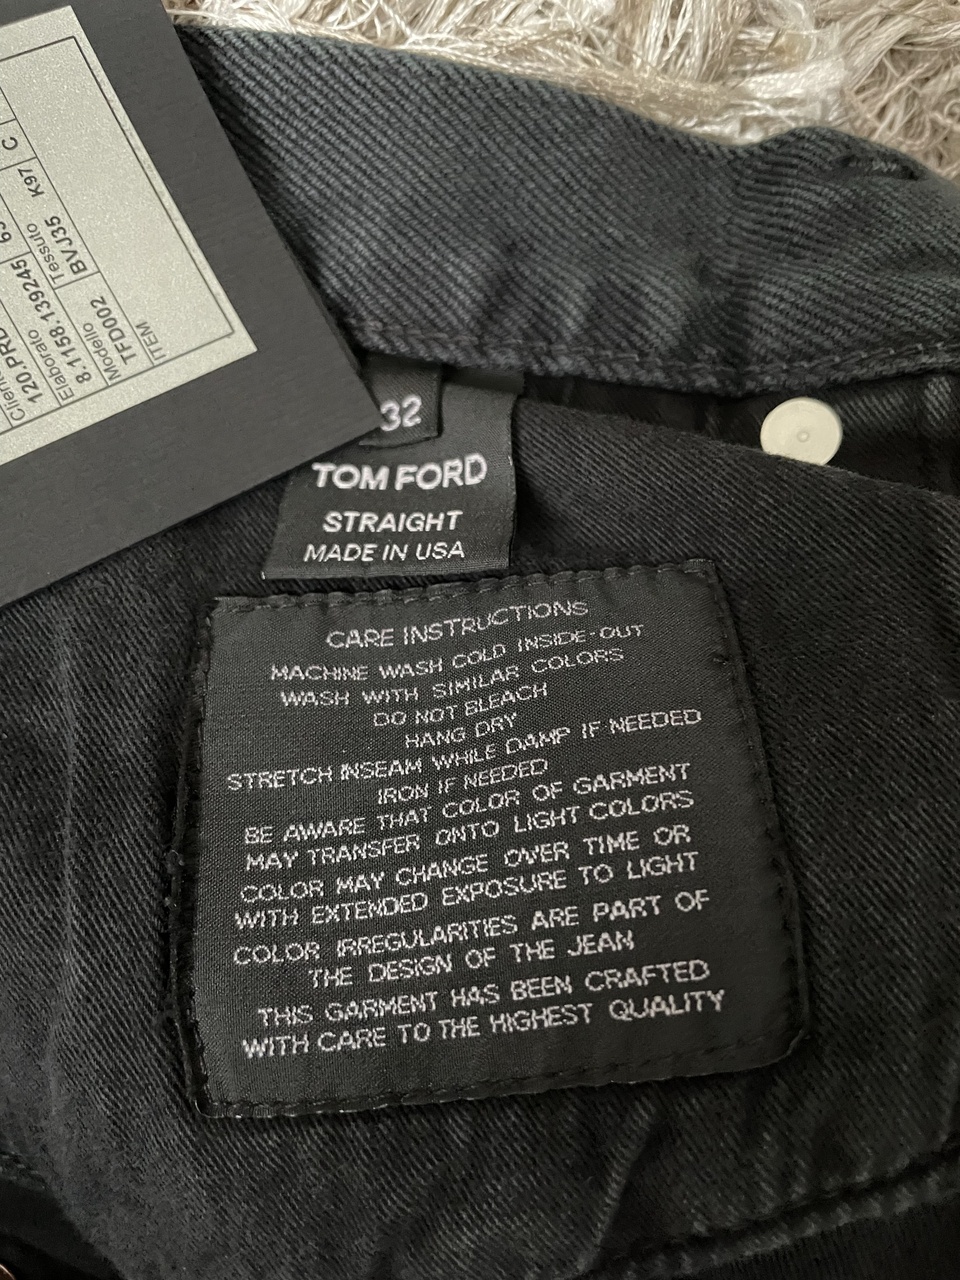 Cliente
120.PRD
Elaborato
8.1158.139245
Modello Tessuto
TFD002 BVJ35 K97 C
ITEM
32
TOM FORD
STRAIGHT
MADE IN USA
CARE INSTRUCTIONS
MACHINE WASH COLD INSIDE-OUT
WASH WITH SIMILAR COLORS
DO NOT BLEACH
HANG DRY
STRETCH INSEAM WHILE DAMP IF NEEDED
IRON IF NEEDED
BE AWARE THAT COLOR OF GARMENT
MAY TRANSFER ONTO LIGHT COLORS
COLOR MAY CHANGE OVER TIME OR
WITH EXTENDED EXPOSURE TO LIGHT
COLOR IRREGULARITIES ARE PART OF
THE DESIGN OF THE JEAN
THIS GARMENT HAS BEEN CRAFTED
WITH CARE TO THE HIGHEST QUALITY